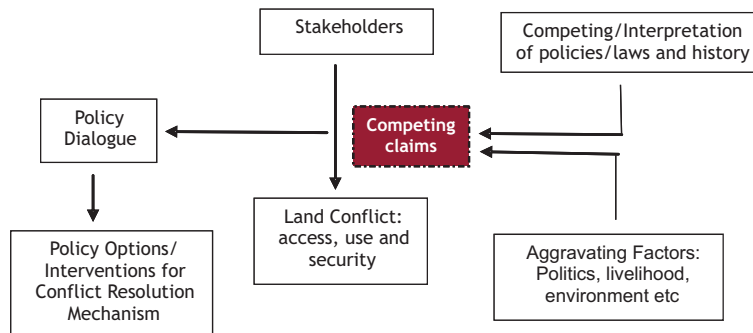 Stakeholders
Competing/Interpretation
of policies/laws and history
Policy
Dialogue
Competing
claims
Land Conflict:
access, use and
security
Policy Options/
Interventions for
Conflict Resolution
Mechanism
Aggravating Factors:
Politics, livelihood,
environment etc